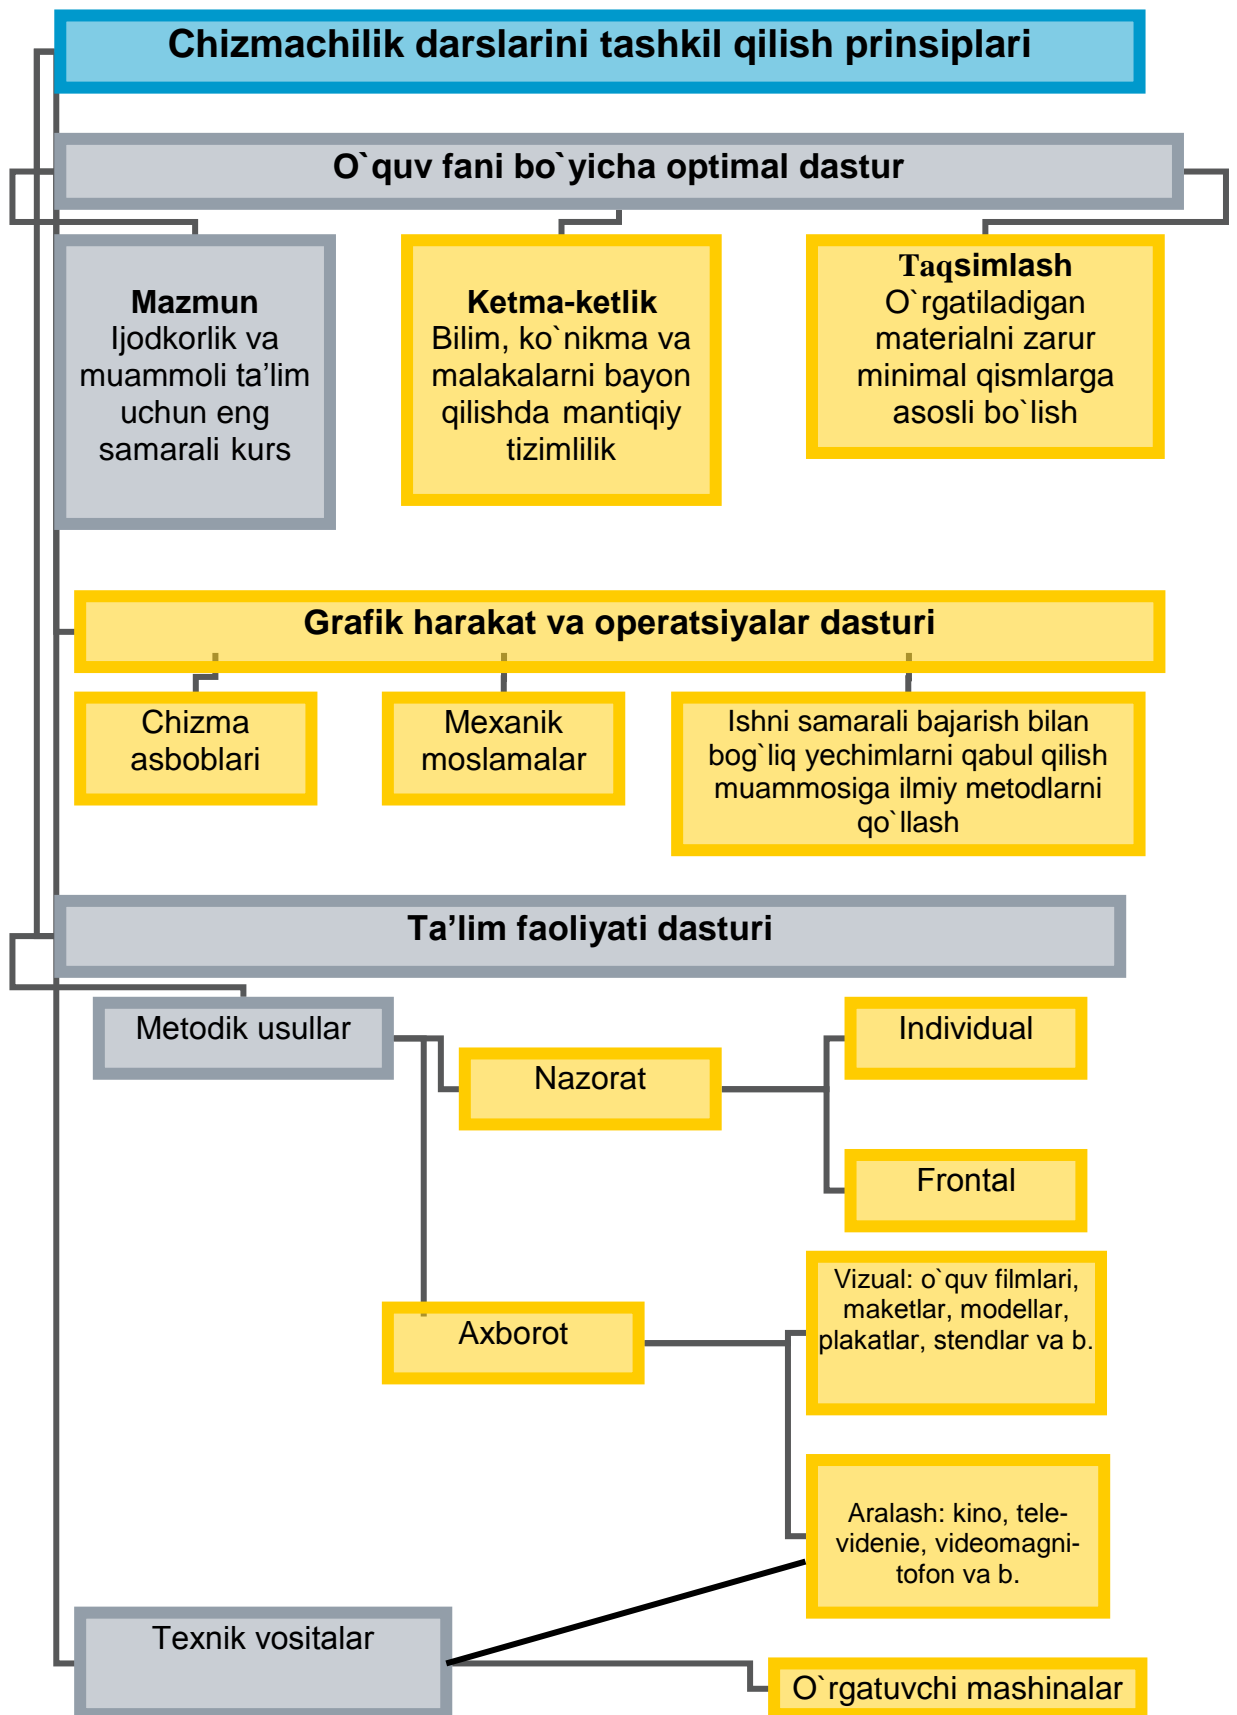 Chizmachilik darslarini tashkil qilish prinsiplari
O`quv fani bo`yicha optimal dastur
Mazmun
Ijodkorlik va
muammoli ta’lim
uchun eng
samarali kurs
Ketma-ketlik
Bilim, ko`nikma va
malakalarni bayon
qilishda mantiqiy
tizimlilik
Taqsimlash
O`rgatiladigan
materialni zarur
minimal qismlarga
asosli bo`lish
Grafik harakat va operatsiyalar dasturi
Chizma
asboblari
Mexanik
moslamalar
Ishni samarali bajarish bilan
bog`liq yechimlarni qabul qilish
muammosiga ilmiy metodlarni
qo`llash
Ta’lim faoliyati dasturi
Metodik usullar
Nazorat
Individual
Frontal
Axborot
Vizual: o`quv filmlari,
maketlar, modellar,
plakatlar, stendlar va b.
Aralash: kino, tele-
videnie, videomagni-
tofon va b.
Texnik vositalar
O`rgatuvchi mashinalar